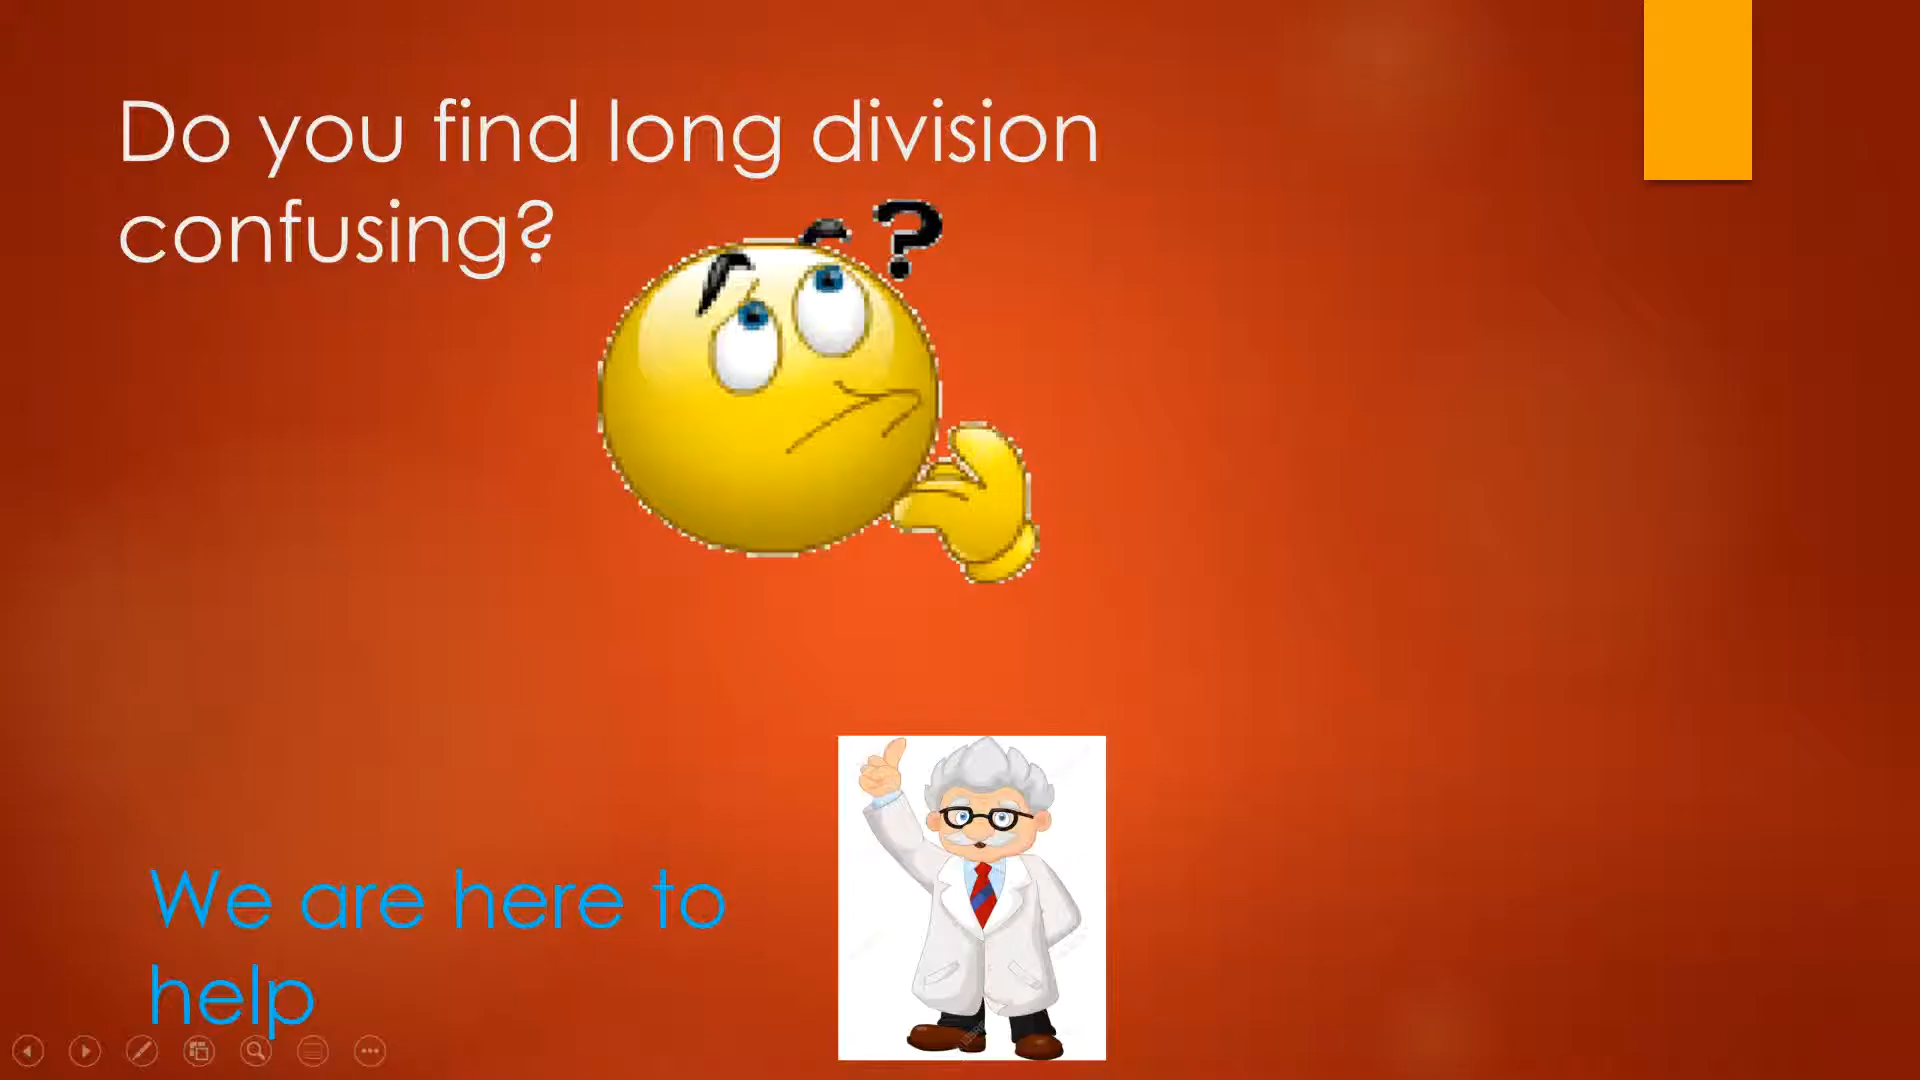 Do you find long division
confusing?
?
We are here to
help